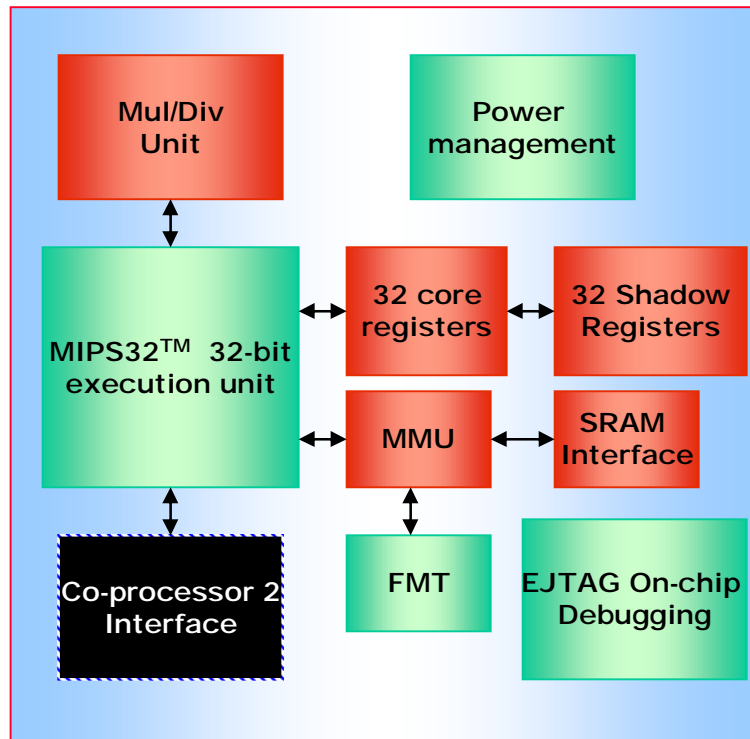 Mul/Div
Unit
Power
management
MIPS32™ 32-bit
execution unit
32 core
registers
32 Shadow
Registers
MMU
SRAM
Interface
Co-processor 2
Interface
FMT
EJTAG On-chip
Debugging